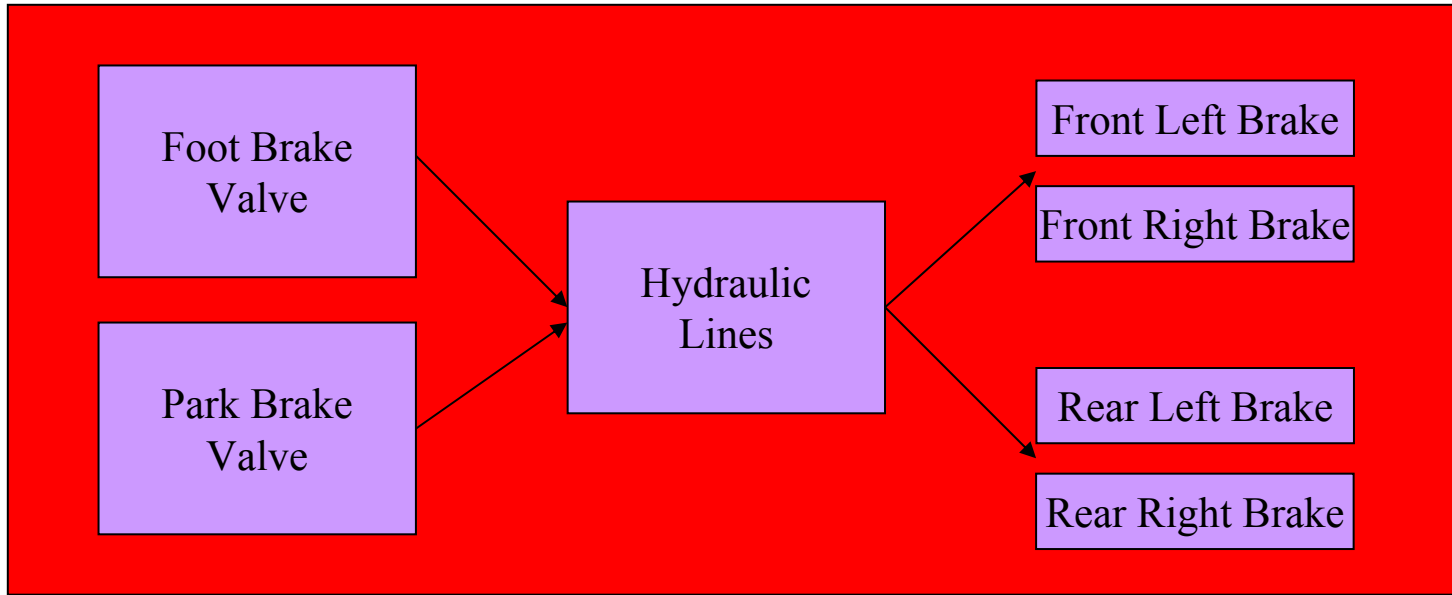 Foot Brake
Valve
Park Brake
Valve
Hydraulic
Lines
Front Left Brake
Front Right Brake
Rear Left Brake
Rear Right Brake